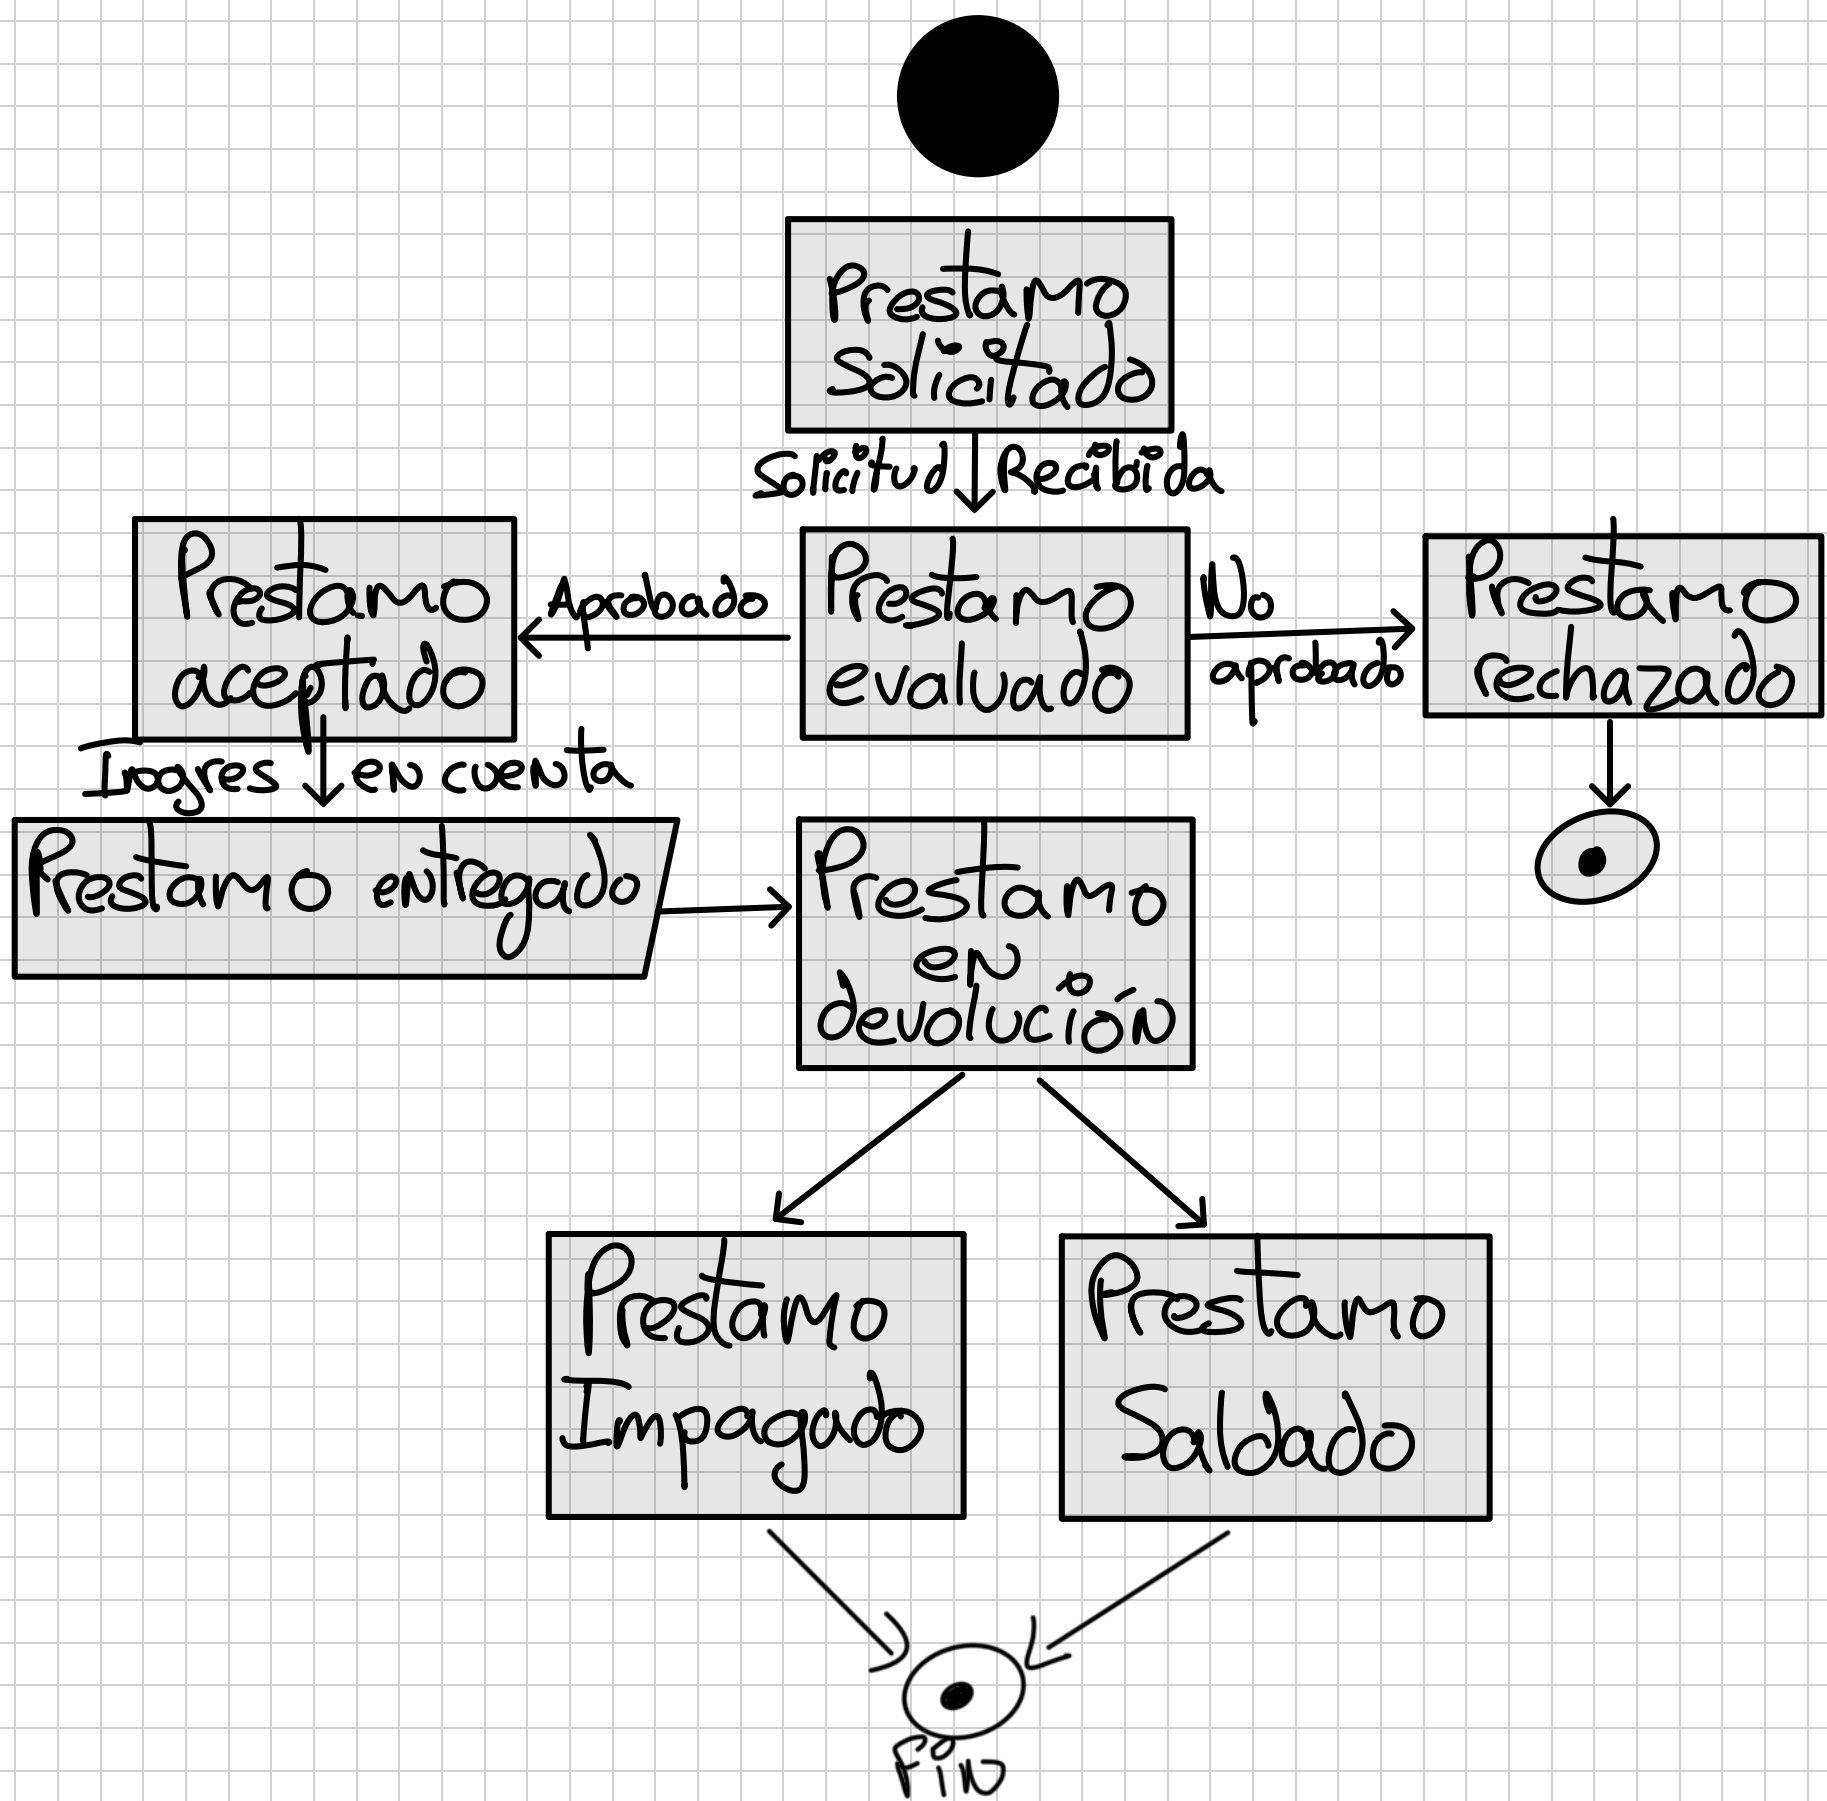 Prestamo
Solicitado
Solicitud Recibida
Prestamo
aceptado
Aprobado
Prestamo
evaluado
No
aprobado
Prestamo
rechazado
Ingres en cuenta
Prestamo entregado
Prestamo
en
devolución
Prestamo
Impagado
Prestamo
Saldado
Fin